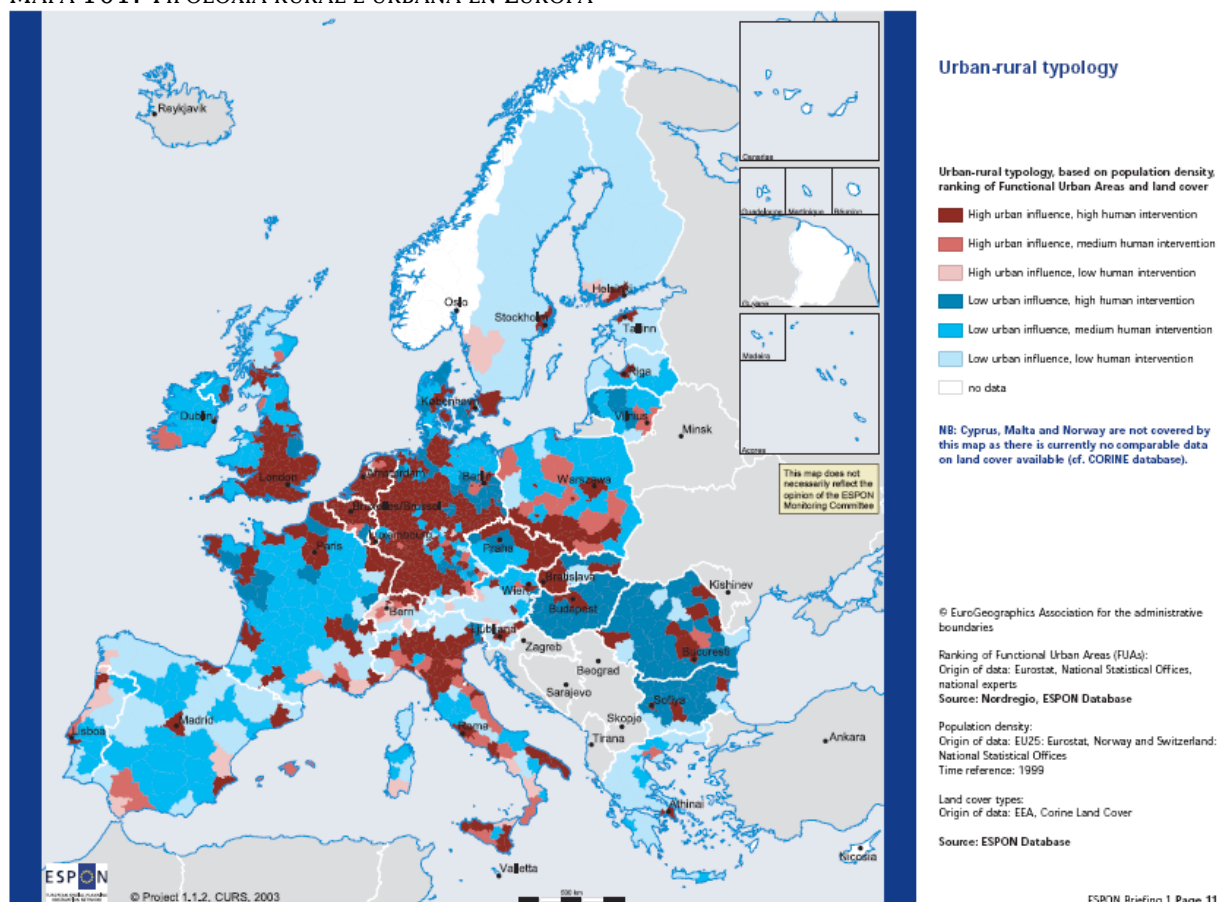 MAPA 101. TIPOLOXÍA RURAL E URBANA EN EUROPA
Urban-rural typology
Urban-rural typology, based on population density,
ranking of Functional Urban Areas and land cover
High urban influence, high human intervention
High urban influence, medium human intervention
High urban influence, low human intervention
Low urban influence, high human intervention
Low urban influence, medium human intervention
Low urban influence, low human intervention
no data
NB: Cyprus, Malta and Norway are not covered by
this map as there is currently no comparable data
on land cover available (cf. CORINE database).
© EuroGeographics Association for the administrative
boundaries
Ranking of Functional Urban Areas (FUAs):
Origin of data: Eurostat, National Statistical Offices,
national experts
Source: Nordregio, ESPON Database
Population density:
Origin of data: EU25: Eurostat, Norway and Switzerland:
National Statistical Offices
Time reference: 1999
Land cover types:
Origin of data: EEA, Corine Land Cover
Source: ESPON Database
ESPON Briefing 1 Page 11
Canarias
Guadeloupe Martinique Réunion
Guyane
Madeira
Acores
This map does not
necessarily reflect the
opinion of the ESPON
Monitoring Committee
Reykjavik
Oslo
Helsinki
Stockholm
Tallinn
Riga
København
Vilnius
Minsk
Dublin
London
Amsterdam
Berlin
Warszawa
Bruxelles/Brussel
Luxembourg
Praha
Paris
Wien
Bratislava
Kishinev
Bern
Budapest
Ljubljana
Zagreb
Bucuresti
Beograd
Sarajevo
Sofiya
Madrid
Lisboa
Roma
Skopje
Tirana
Ankara
Athinai
Valletta
Nicosia
ESPON
© Project 1.1.2, CURS, 2003
500 km